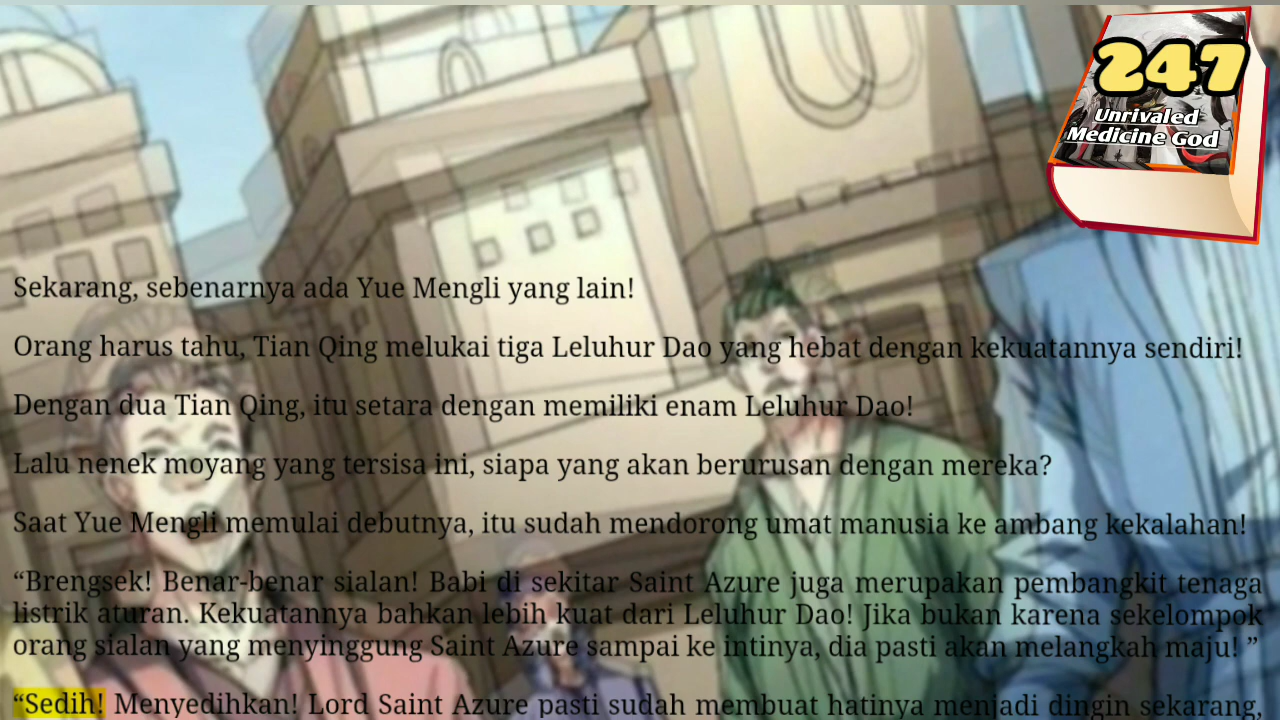 247
Unrivaled
Medicine God
Sekarang, sebenarnya ada Yue Mengli yang lain!
Orang harus tahu, Tian Qing melukai tiga Leluhur Dao yang hebat dengan kekuatannya sendiri!
Dengan dua Tian Qing, itu setara dengan memiliki enam Leluhur Dao!
Lalu nenek moyang yang tersisa ini, siapa yang akan berurusan dengan mereka?
Saat Yue Mengli memulai debutnya, itu sudah mendorong umat manusia ke ambang kekalahan!
“Brengsek! Benar-benar sialan! Babi di sekitar Saint Azure juga merupakan pembangkit tenaga
listrik aturan. Kekuatannya bahkan lebih kuat dari Leluhur Dao! Jika bukan karena sekelompok
orang sialan yang menyinggung Saint Azure sampai ke intinya, dia pasti akan melangkah maju! ”
“Sedih! Menyedihkan! Lord Saint Azure pasti sudah membuat hatinya menjadi dingin sekarang,